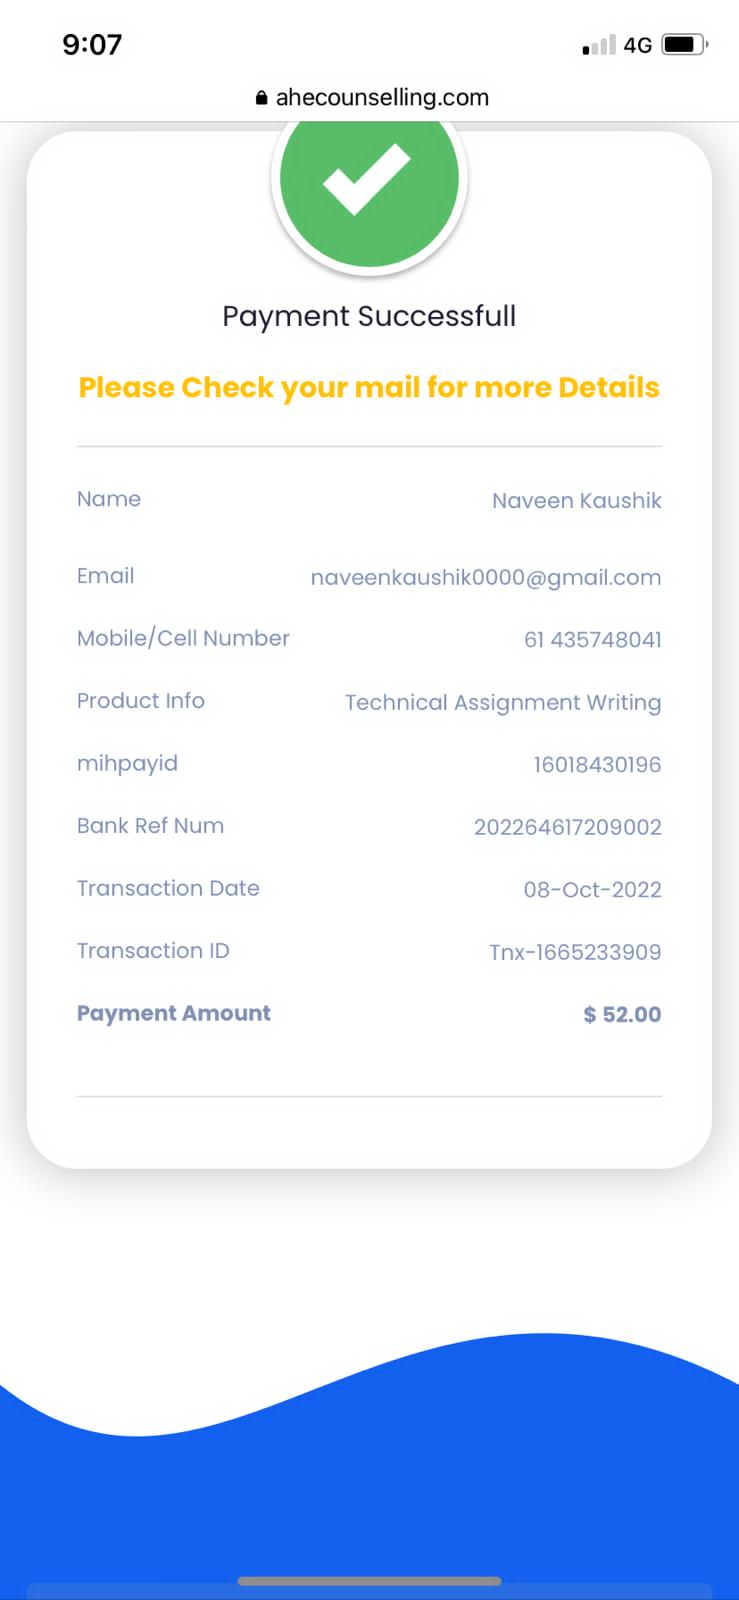 9:07
4G
ahecounselling.com
Payment Successfull
Please Check your mail for more Details
Name Naveen Kaushik
Email naveenkaushik0000@gmail.com
Mobile/Cell Number 61 435748041
Product Info Technical Assignment Writing
mihpayid 16018430196
Bank Ref Num 202264617209002
Transaction Date 08-Oct-2022
Transaction ID Tnx-1665233909
Payment Amount $ 52.00